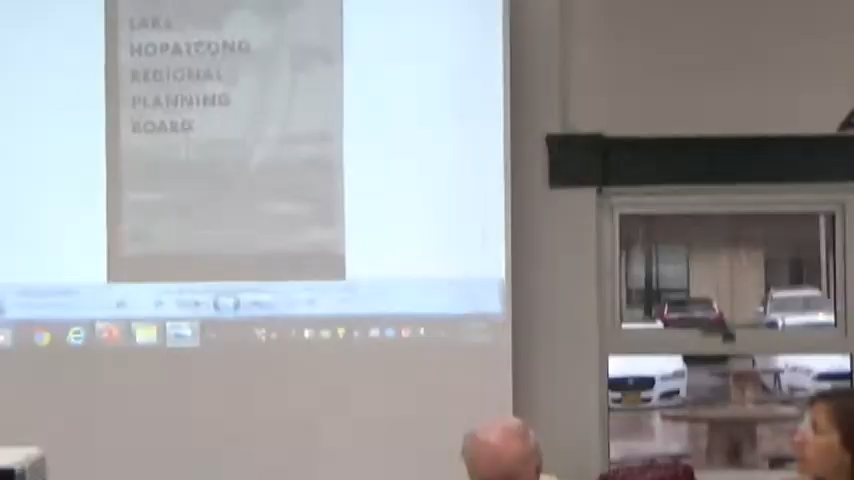 LAKE
HOPATCONG
REGIONAL
PLANNING
BOARD